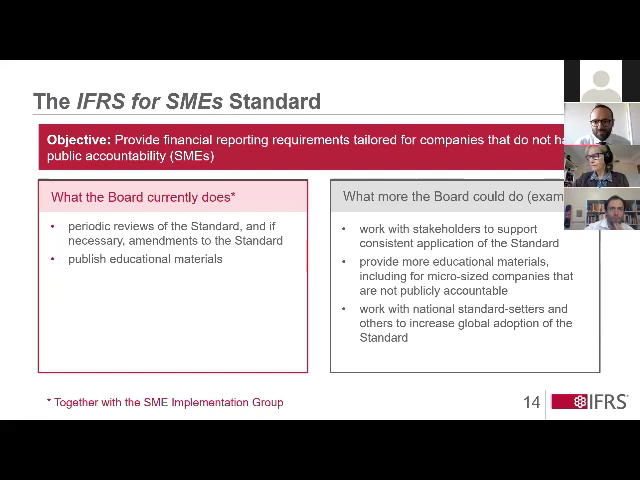 The IFRS for SMEs Standard
Objective: Provide financial reporting requirements tailored for companies that do not
public accountability (SMEs)
What the Board currently does*
• periodic reviews of the Standard, and if
necessary, amendments to the Standard
• publish educational materials
What more the Board could do
• work with stakeholders to support
consistent application of the Standard
• provide more educational materials,
including for micro-sized companies that
are not publicly accountable
• work with national standard-setters and
others to increase global adoption of the
Standard
* Together with the SME Implementation Group
14
IFRS